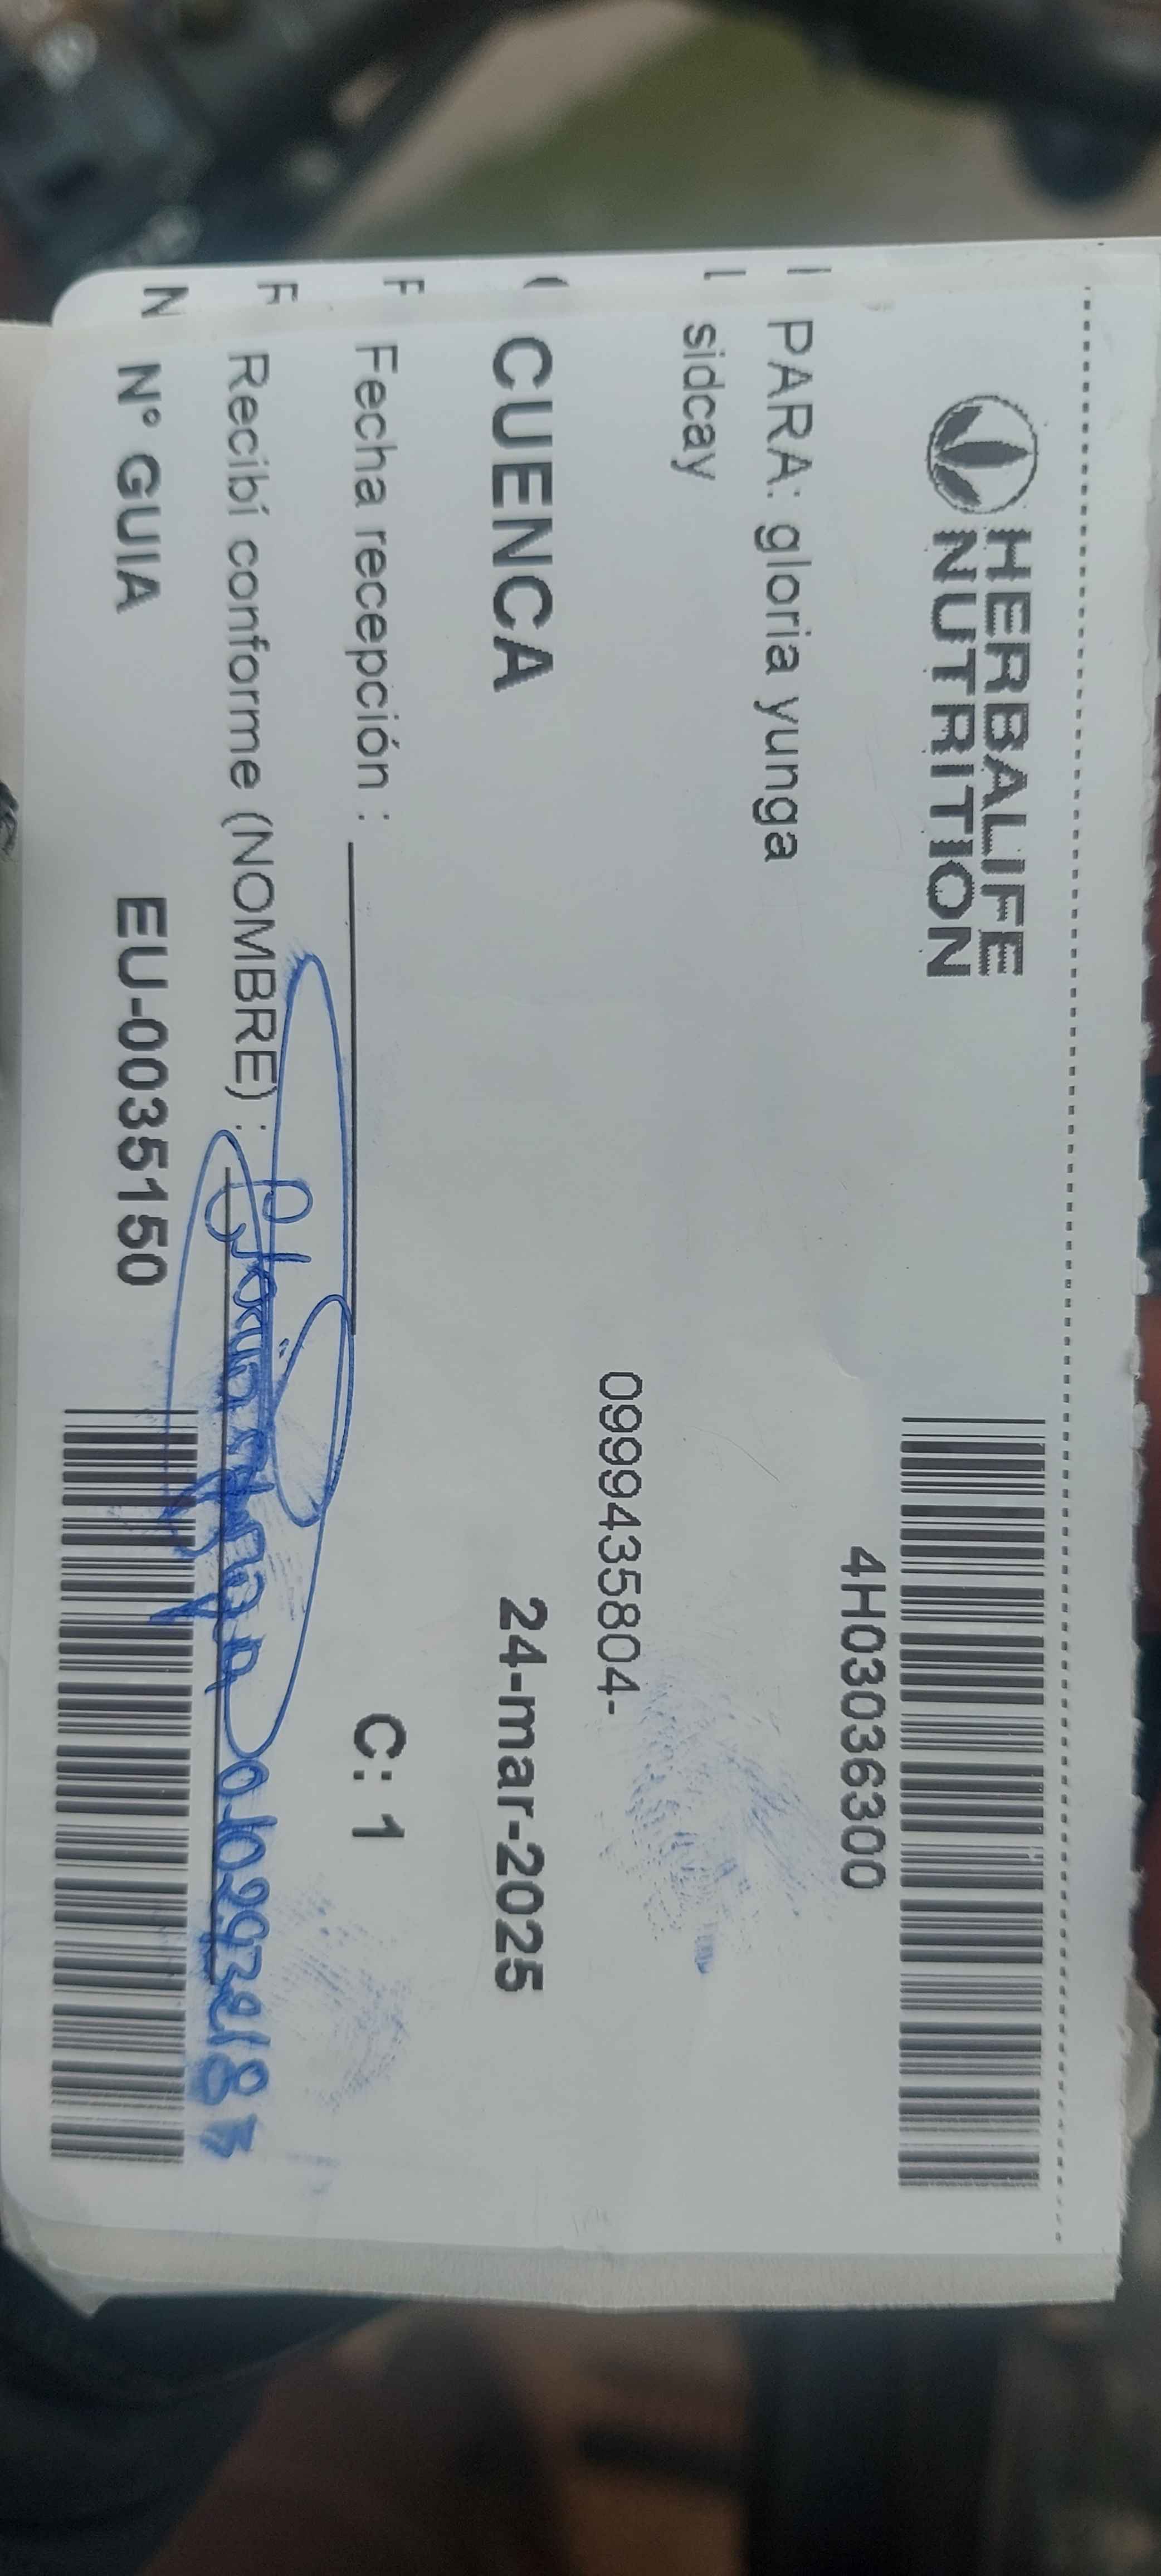 HERBALIFE
NUTRITION
4H03036300
PARA: gloria yunga
sidcay
0999435804-
CUENCA 24-mar-2025
Fecha recepción : C: 1
Recibí conforme (NOMBRE) :
N° GUIA EU-0035150